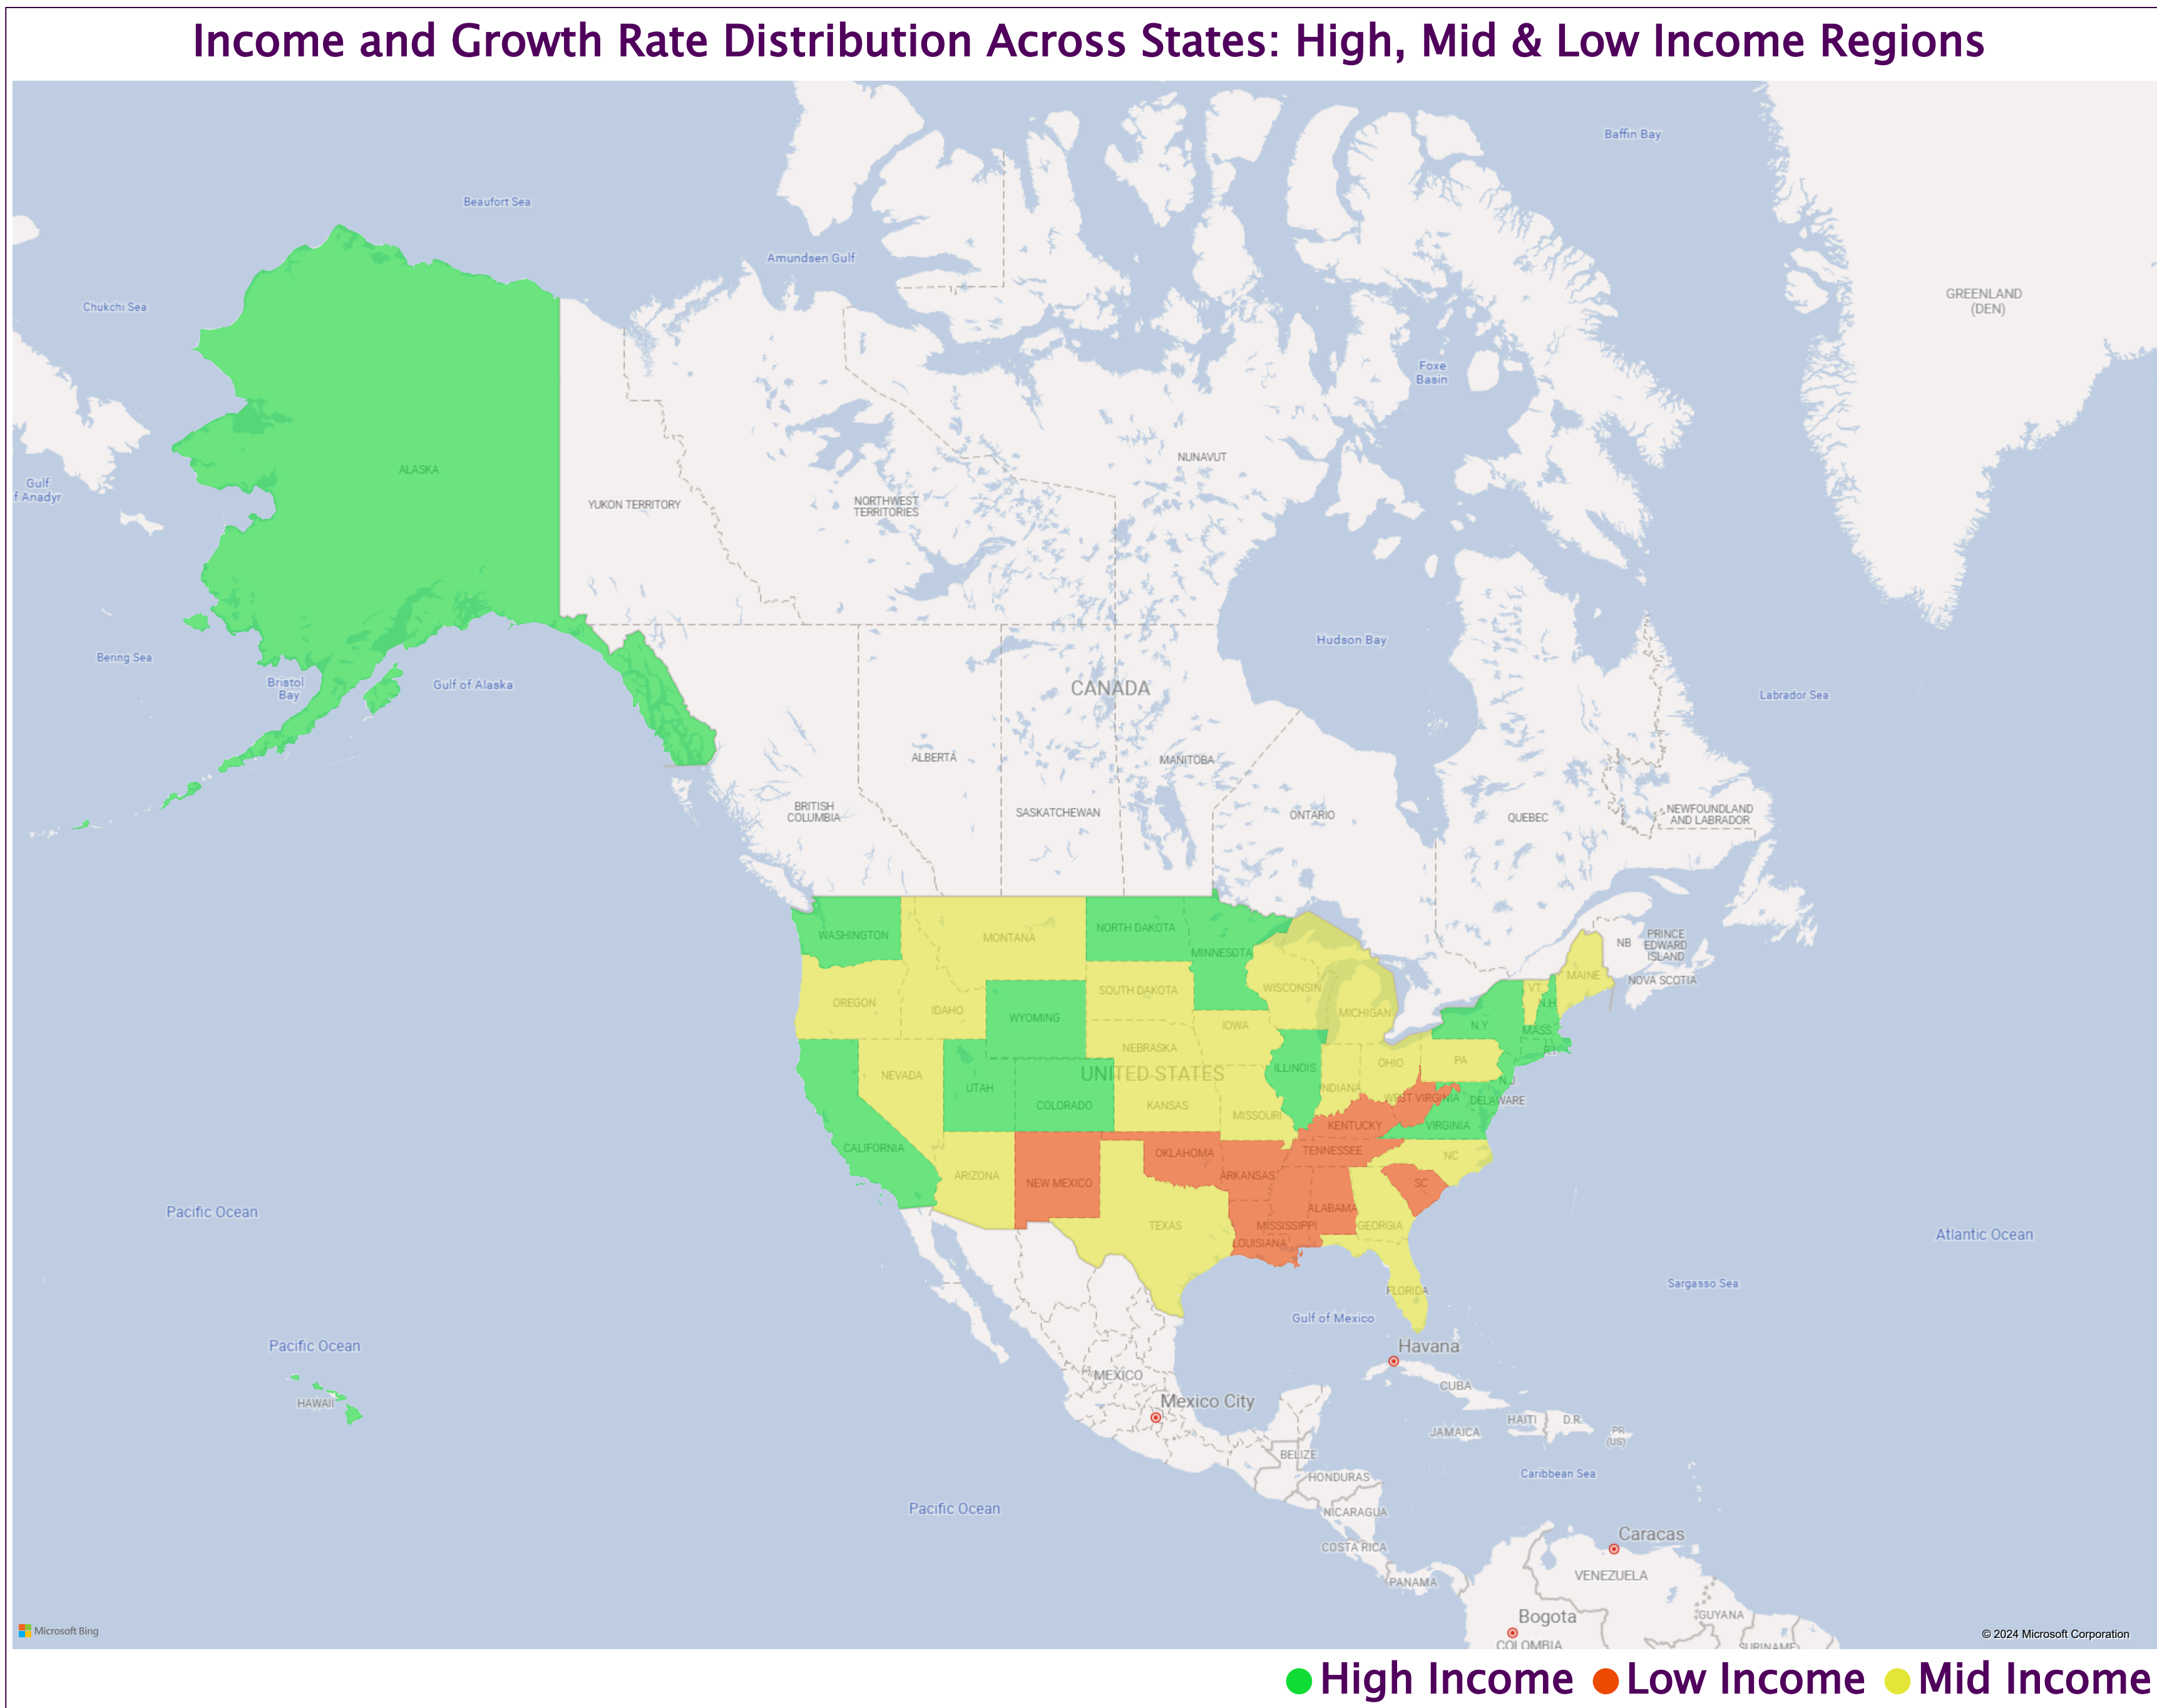 Income and Growth Rate Distribution Across States: High, Mid & Low Income Regions
Baffin Bay
Beaufort Sea
Amundsen Gulf
GREENLAND
(DEN)
Chukchi Sea
Foxe
Basin
NUNAVUT
ALASKA
Gulf
f Anadyr
YUKON TERRITORY
NORTHWEST
TERRITORIES
Hudson Bay
Bering Sea
Bristol
Bay
Gulf of Alaska
CANADA
Labrador Sea
ALBERTA
MANITOBA
BRITISH
COLUMBIA
SASKATCHEWAN
ONTARIO
QUEBEC
NEWFOUNDLAND
AND LABRADOR
WASHINGTON
MONTANA
NORTH DAKOTA
MINNESOTA
NB
PRINCE
EDWARD
ISLAND
NOVA SCOTIA
MAINE
OREGON
IDAHO
WYOMING
SOUTH DAKOTA
WISCONSIN
MICHIGAN
VT
N.H
IOWA
N.Y.
MASS
R.I.
NEBRASKA
NEVADA
UTAH
COLORADO
UNITED STATES
ILLINOIS
INDIANA
OHIO
PA
N.J.
KANSAS
MISSOURI
WEST VIRGINIA
DELAWARE
KENTUCKY
VIRGINIA
CALIFORNIA
ARIZONA
NEW MEXICO
OKLAHOMA
ARKANSAS
TENNESSEE
NC
SC
ALABAMA
TEXAS
MISSISSIPPI
GEORGIA
LOUISIANA
FLORIDA
Pacific Ocean
Atlantic Ocean
Sargasso Sea
Gulf of Mexico
Pacific Ocean
HAWAII
Havana
CUBA
MEXICO
Mexico City
HAITI
D.R.
JAMAICA
PR
(US)
BELIZE
HONDURAS
Caribbean Sea
Pacific Ocean
NICARAGUA
COSTA RICA
Caracas
PANAMA
VENEZUELA
Bogota
GUYANA
COLOMBIA
SURINAME
Microsoft Bing
© 2024 Microsoft Corporation
High Income
Low Income
Mid Income